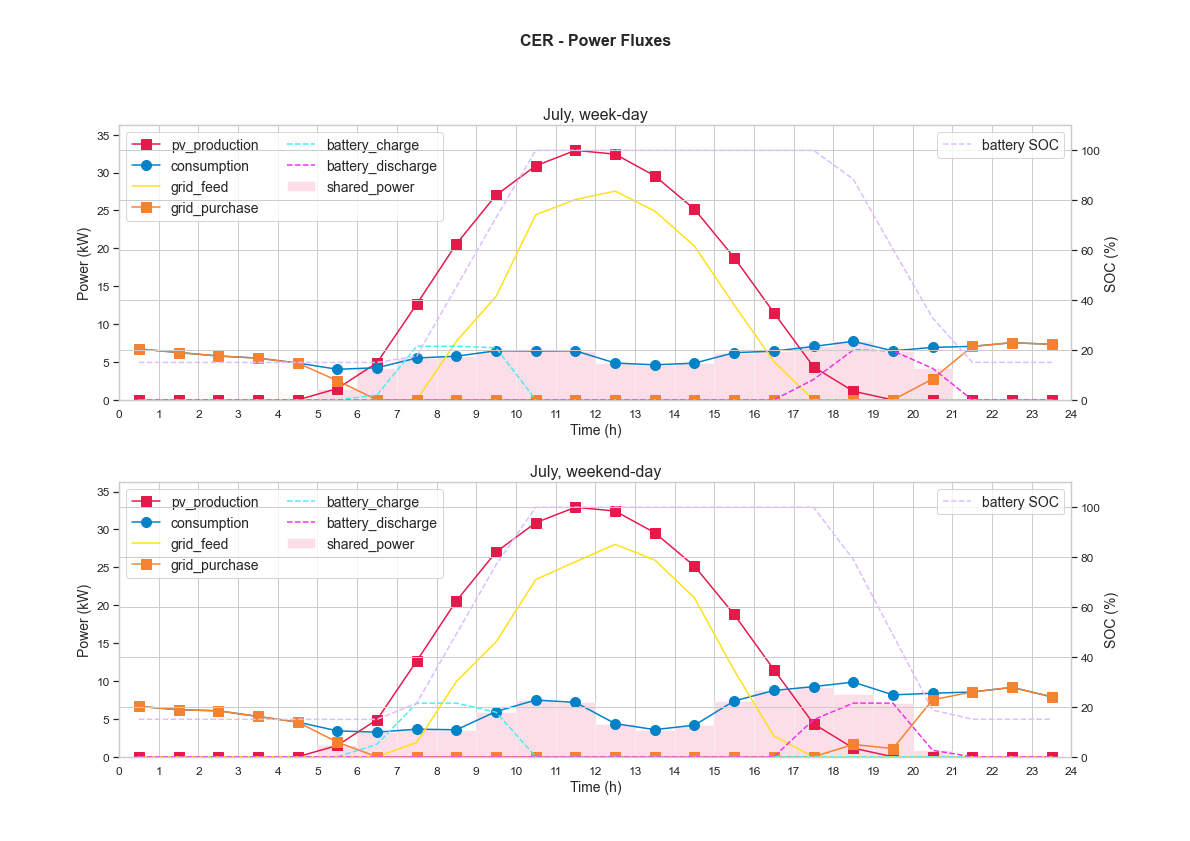 CER - Power Fluxes
July, week-day
pv_production
consumption
grid_feed
grid_purchase
battery_charge
battery_discharge
shared_power
battery SOC
Power (kW)
35
30
25
20
15
10
5
0
SOC (%)
100
80
60
40
20
0
0 1 2 3 4 5 6 7 8 9 10 11 12 13 14 15 16 17 18 19 20 21 22 23 24
Time (h)
July, weekend-day
pv_production
consumption
grid_feed
grid_purchase
battery_charge
battery_discharge
shared_power
battery SOC
Power (kW)
35
30
25
20
15
10
5
0
SOC (%)
100
80
60
40
20
0
0 1 2 3 4 5 6 7 8 9 10 11 12 13 14 15 16 17 18 19 20 21 22 23 24
Time (h)